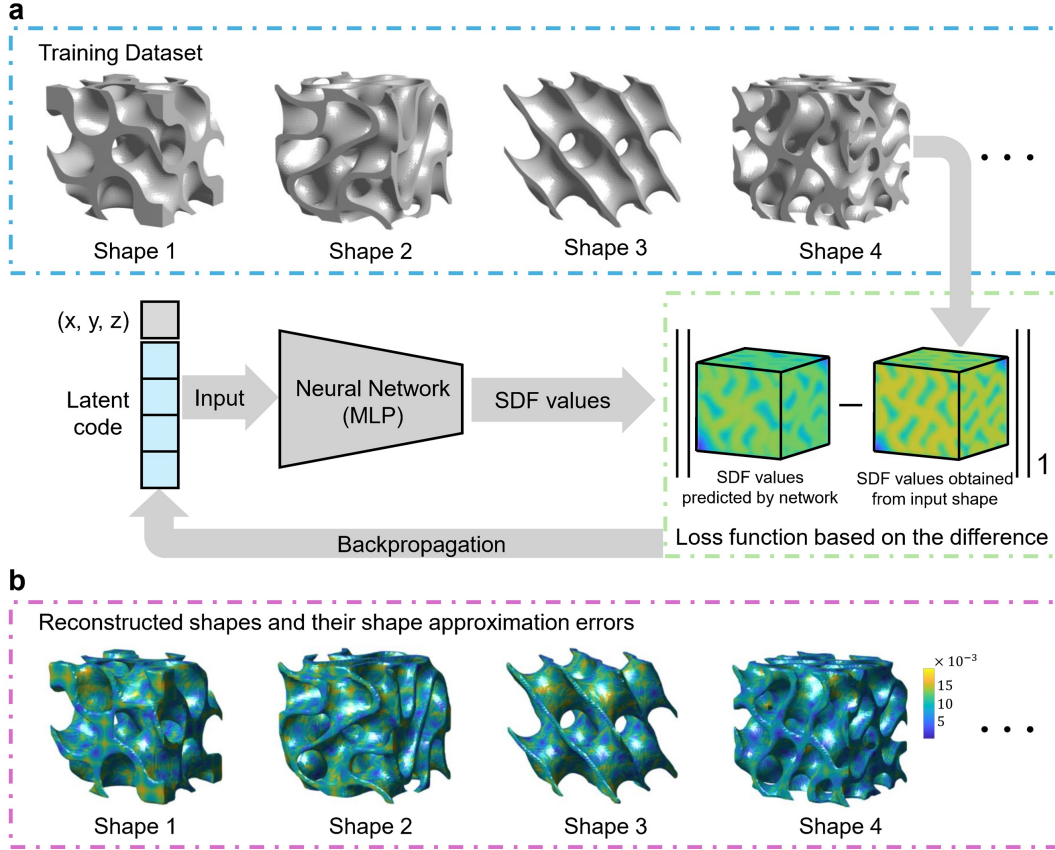 a
Training Dataset
Shape 1
Shape 2
Shape 3
Shape 4
• • •
(x, y, z)
Latent
code
Input
Neural Network
(MLP)
SDF values
SDF values
predicted by network
SDF values obtained
from input shape
1
Loss function based on the difference
Backpropagation
b
Reconstructed shapes and their shape approximation errors
× 10⁻³
15
10
5
• • •
Shape 1
Shape 2
Shape 3
Shape 4